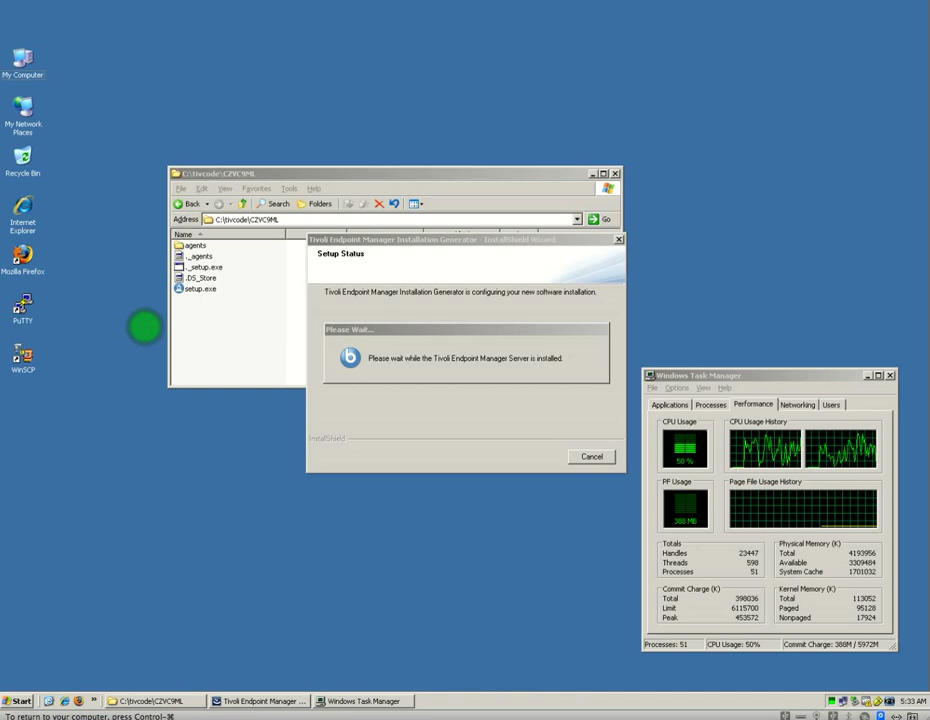 My Computer
My Network
Places
Recycle Bin
Internet
Explorer
Mozilla Firefox
PuTTY
WinSCP
C:\tivcode\CZVC9ML
File Edit View Favorites Tools Help
Back Search Folders
Address C:\tivcode\CZVC9ML Go
Name
agents
._agents
._setup.exe
.DS_Store
setup.exe
Tivoli Endpoint Manager Installation Generator - InstallShield Wizard
Setup Status
Tivoli Endpoint Manager Installation Generator is configuring your new software installation.
Please Wait...
b
Please wait while the Tivoli Endpoint Manager Server is installed.
InstallShield
Cancel
Windows Task Manager
File Options View Help
Applications Processes Performance Networking Users
CPU Usage CPU Usage History
50 %
PF Usage Page File Usage History
388 MB
Totals
Handles 23447
Threads 598
Processes 51
Physical Memory (K)
Total 4193956
Available 3309484
System Cache 1701032
Commit Charge (K)
Total 398036
Limit 6115700
Peak 453572
Kernel Memory (K)
Total 113052
Paged 95128
Nonpaged 17924
Processes: 51 CPU Usage: 50% Commit Charge: 388M / 5972M
Start » C:\tivcode\CZVC9ML Tivoli Endpoint Manager ... Windows Task Manager 5:33 AM
To return to your computer, press Control-⌘